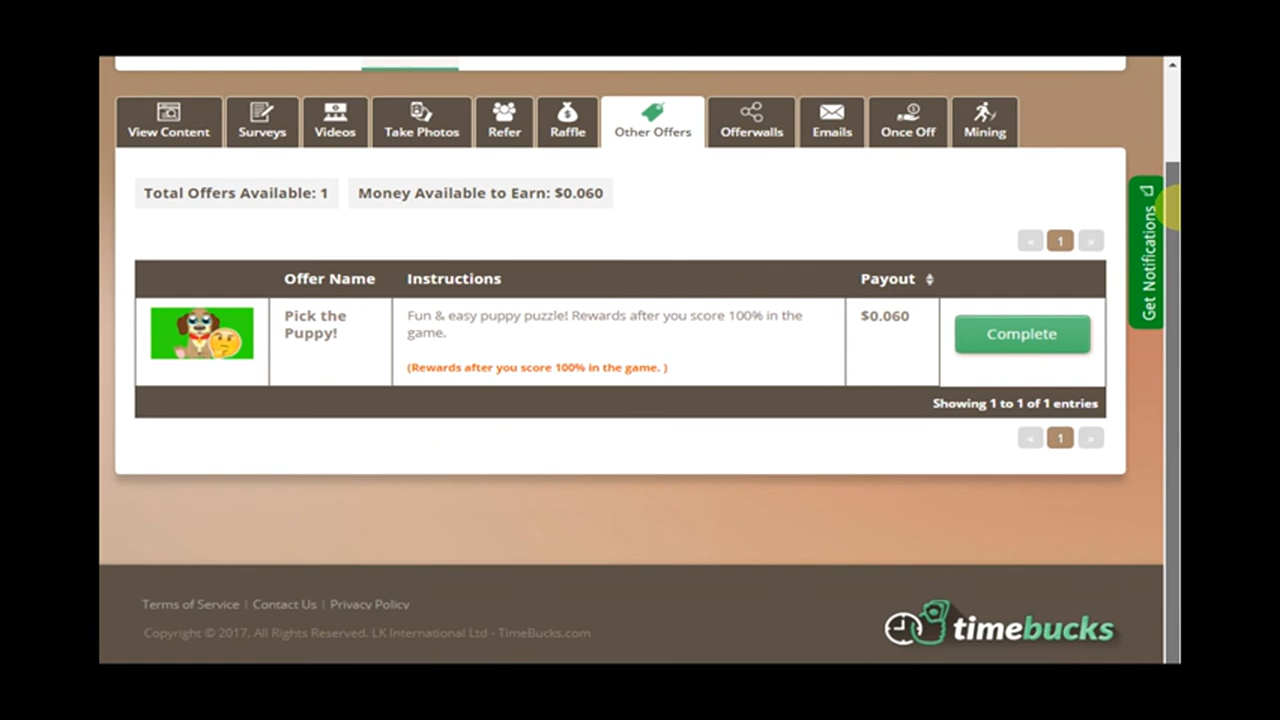 View Content
Surveys
Videos
Take Photos
Refer
Raffle
Other Offers
Offerwalls
Emails
Once Off
Mining
Total Offers Available: 1
Money Available to Earn: $0.060
Get Notifications
« 1 »
Offer Name Instructions Payout
Pick the
Puppy!
Fun & easy puppy puzzle! Rewards after you score 100% in the
game.
(Rewards after you score 100% in the game. )
$0.060
Complete
Showing 1 to 1 of 1 entries
« 1 »
Terms of Service | Contact Us | Privacy Policy
Copyright © 2017. All Rights Reserved. LK International Ltd - TimeBucks.com
timebucks